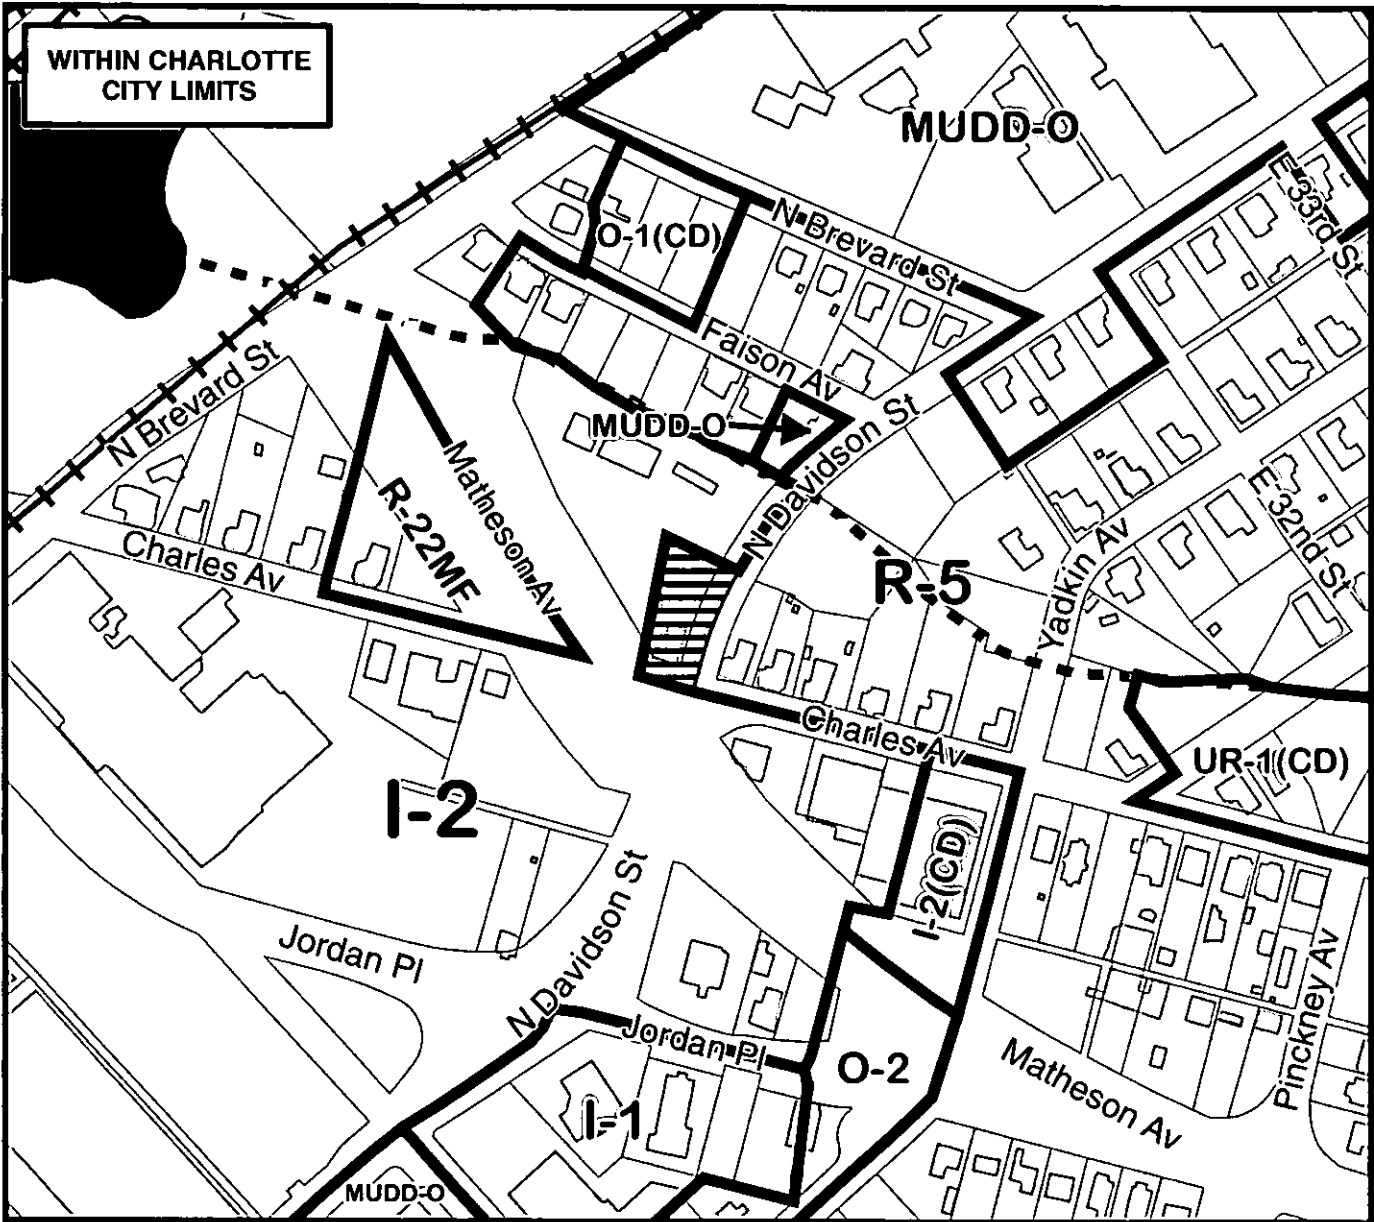 WITHIN CHARLOTTE
CITY LIMITS
MUDD-O
E 33rd St
O-1(CD)
N Brevard St
Faison Av
N Brevard St
MUDD-O
N Davidson St
Matheson Av
R-22MF
E 32nd St
Charles Av
R-5
Yadkin Av
Charles Av
UR-1(CD)
I-2
I-2(CD)
N Davidson St
Jordan Pl
Pinckney Av
Jordan Pl
O-2
Matheson Av
I-1
MUDD-O